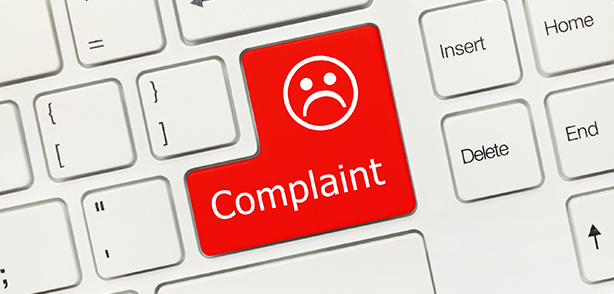 =
Home
Insert
{
[
}
]
End
Delete
Complaint
"
'
;